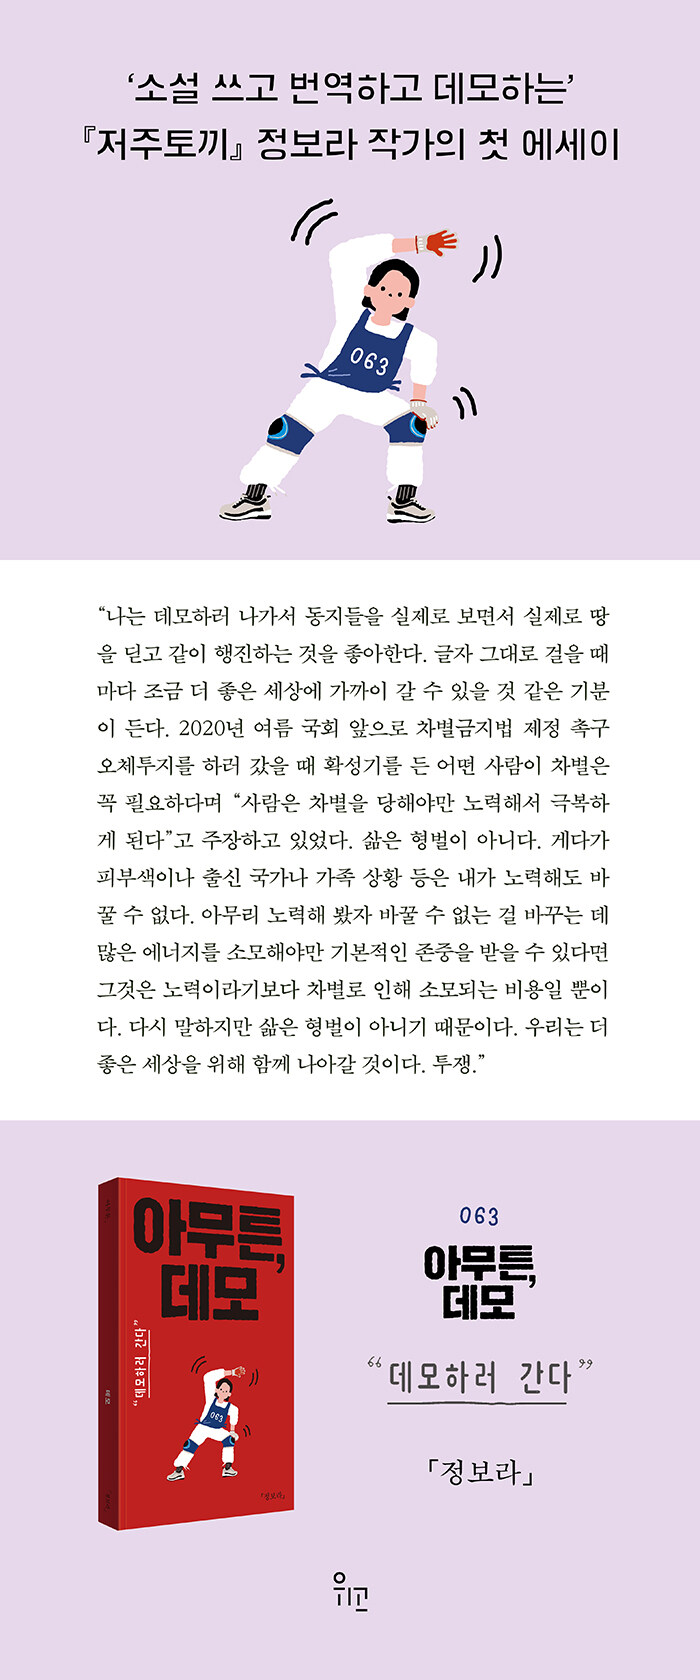 ‘소설 쓰고 번역하고 데모하는’
『저주토끼』 정보라 작가의 첫 에세이
063
“나는 데모하러 나가서 동지들을 실제로 보면서 실제로 땅
을 딛고 같이 행진하는 것을 좋아한다. 글자 그대로 걸을 때
마다 조금 더 좋은 세상에 가까이 갈 수 있을 것 같은 기분
이 든다. 2020년 여름 국회 앞으로 차별금지법 제정 촉구
오체투지를 하러 갔을 때 확성기를 든 어떤 사람이 차별은
꼭 필요하다며 “사람은 차별을 당해야만 노력해서 극복하
게 된다”고 주장하고 있었다. 삶은 형벌이 아니다. 게다가
피부색이나 출신 국가나 가족 상황 등은 내가 노력해도 바
꿀 수 없다. 아무리 노력해 봤자 바꿀 수 없는 걸 바꾸는 데
많은 에너지를 소모해야만 기본적인 존중을 받을 수 있다면
그것은 노력이라기보다 차별로 인해 소모되는 비용일 뿐이
다. 다시 말하지만 삶은 형벌이 아니기 때문이다. 우리는 더
좋은 세상을 위해 함께 나아갈 것이다. 투쟁.”
아무튼,
데모
“데모하러 간다”
063
「정보라」
데모
063
아무튼,
데모
“데모하러 간다”
「정보라」
위고